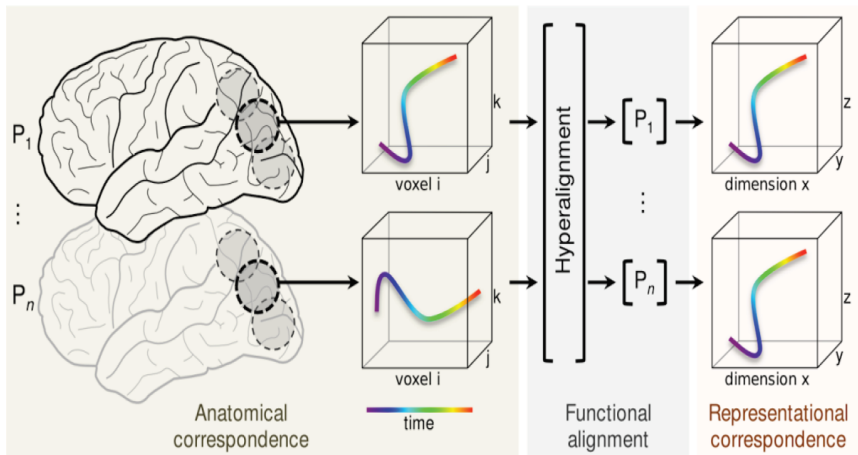 P1
⋮
Pn
k
j
voxel i
k
j
voxel i
Hyperalignment
[P1]
⋮
[Pn]
z
y
dimension x
z
y
dimension x
Anatomical
correspondence
time
Functional
alignment
Representational
correspondence